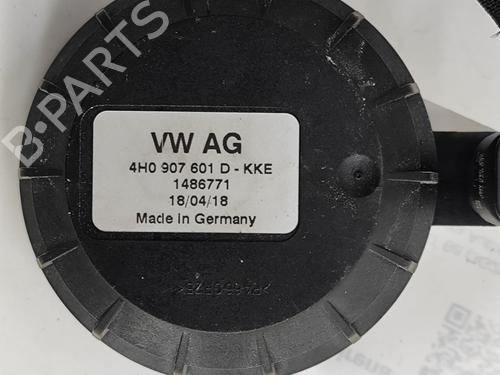 B-PARTS
VW AG
4H0 907 601 D - KKE
1486771
18/04/18
Made in Germany